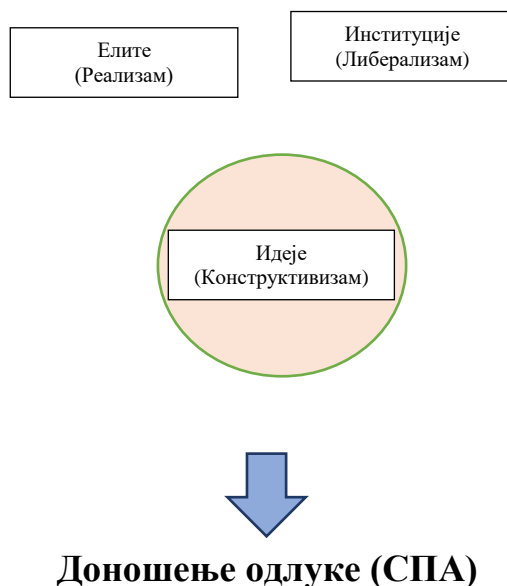 Елите
(Реализам)
Институције
(Либерализам)
Идеје
(Конструктивизам)
Доношење одлуке (СПА)